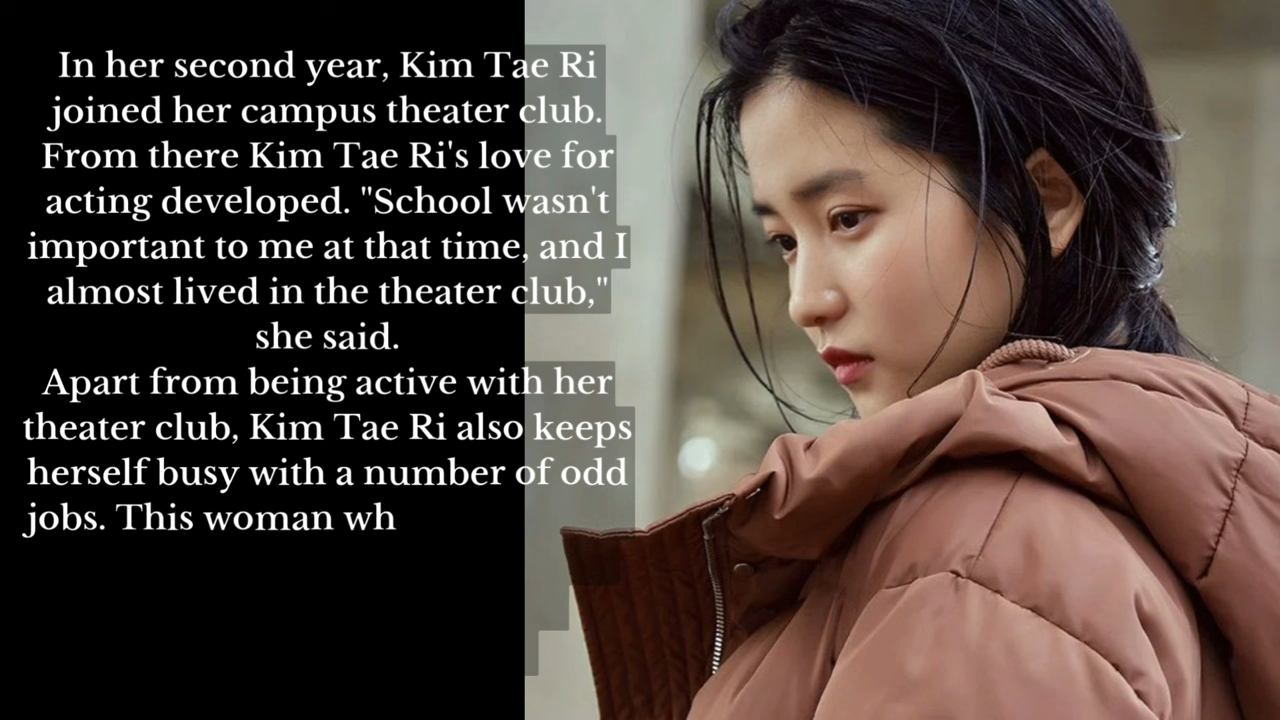 In her second year, Kim Tae Ri
joined her campus theater club.
From there Kim Tae Ri's love for
acting developed. "School wasn't
important to me at that time, and I
almost lived in the theater club,"
she said.
Apart from being active with her
theater club, Kim Tae Ri also keeps
herself busy with a number of odd
jobs. This woman wh